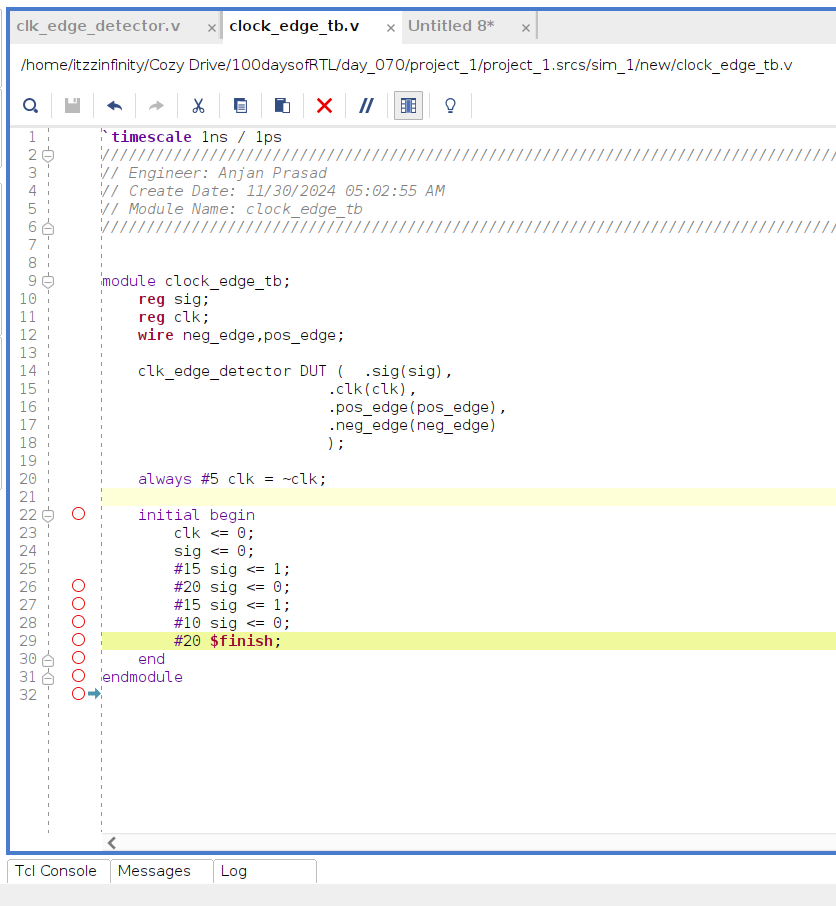 clk_edge_detector.v × clock_edge_tb.v × Untitled 8* ×
/home/itzzinfinity/Cozy Drive/100daysofRTL/day_070/project_1/project_1.srcs/sim_1/new/clock_edge_tb.v
1 `timescale 1ns / 1ps
2 //////////////////////////////////////////////////////////////////////////////////
3 // Engineer: Anjan Prasad
4 // Create Date: 11/30/2024 05:02:55 AM
5 // Module Name: clock_edge_tb
6 //////////////////////////////////////////////////////////////////////////////////
7
8
9 module clock_edge_tb;
10     reg sig;
11     reg clk;
12     wire neg_edge,pos_edge;
13
14     clk_edge_detector DUT (  .sig(sig),
15                          .clk(clk),
16                          .pos_edge(pos_edge),
17                          .neg_edge(neg_edge)
18                          );
19
20     always #5 clk = ~clk;
21
22     initial begin
23         clk <= 0;
24         sig <= 0;
25         #15 sig <= 1;
26         #20 sig <= 0;
27         #15 sig <= 1;
28         #10 sig <= 0;
29         #20 $finish;
30     end
31 endmodule
32
Tcl Console Messages Log